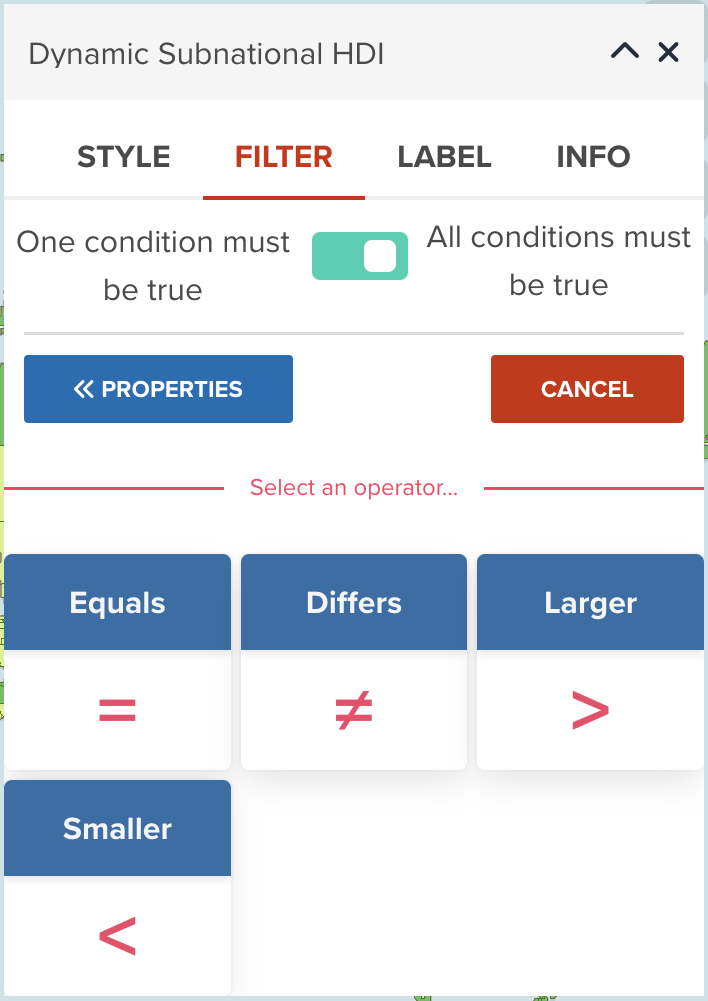 Dynamic Subnational HDI
STYLE FILTER LABEL INFO
One condition must
be true
All conditions must
be true
PROPERTIES
CANCEL
Select an operator...
Equals Differs Larger
= ≠ >
Smaller
<